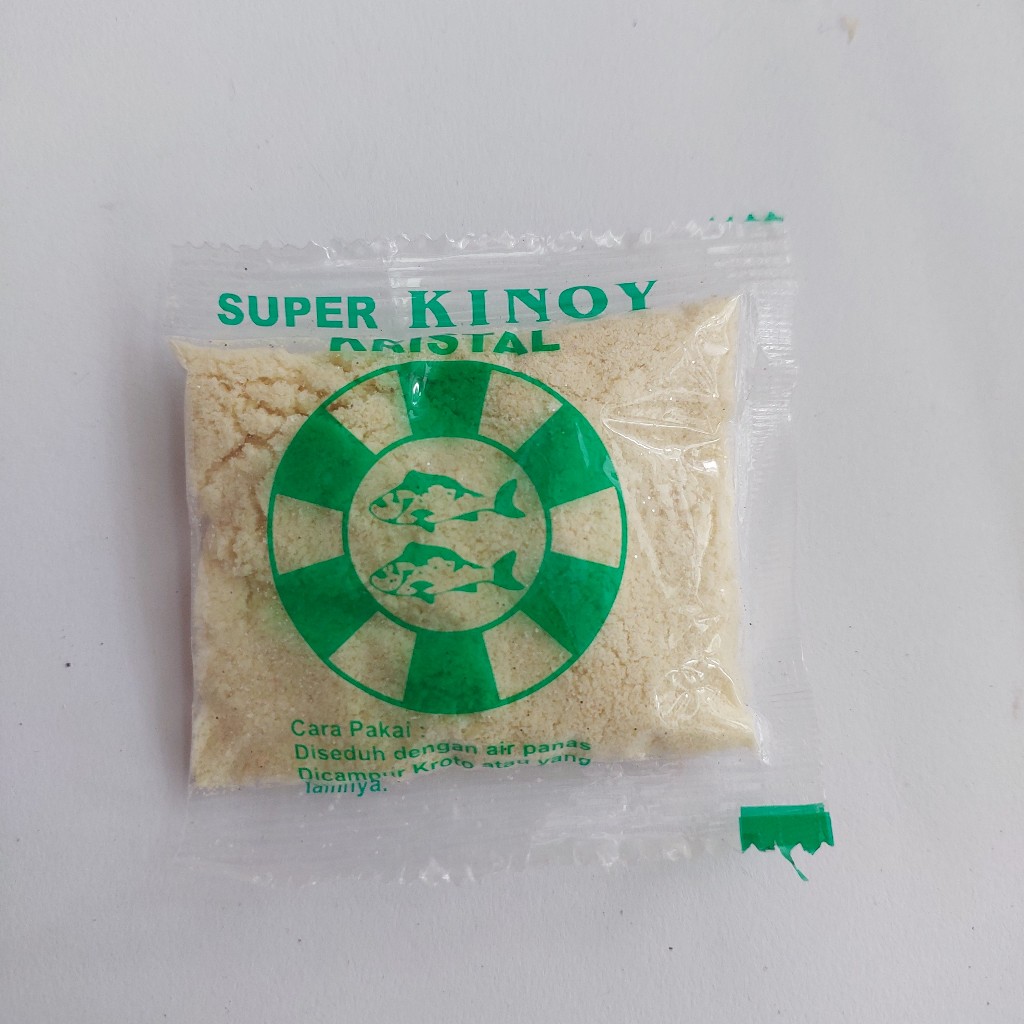 SUPER KINOY
KRISTAL
Cara Pakai :
Diseduh dengan air panas
Dicampur Kroto atau yang
lainnya.